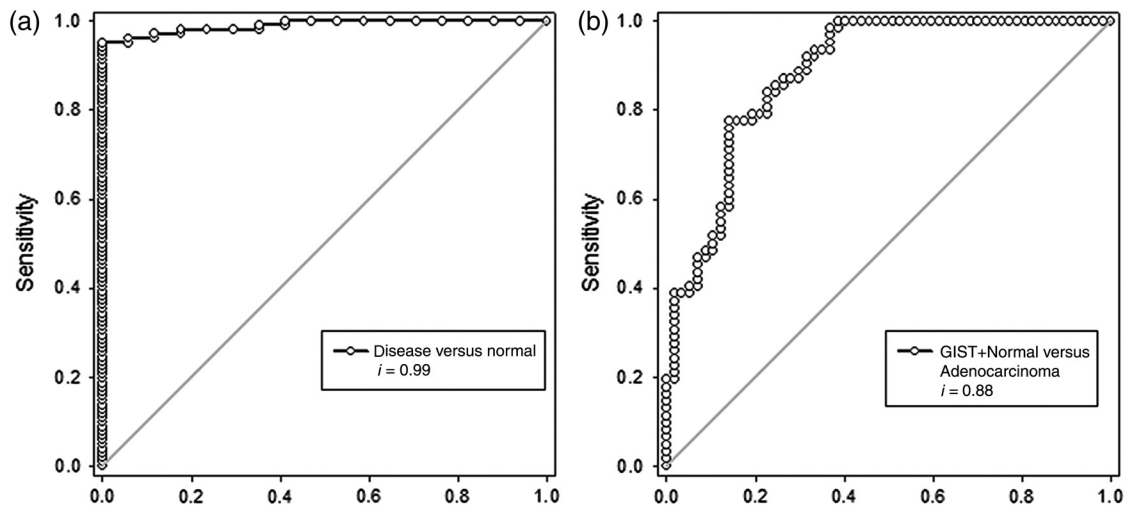 (a)
1.0
0.8
0.6
0.4
0.2
0.0
Sensitivity
Disease versus normal
i = 0.99
0.0 0.2 0.4 0.6 0.8 1.0
(b)
1.0
0.8
0.6
0.4
0.2
0.0
Sensitivity
GIST+Normal versus
Adenocarcinoma
i = 0.88
0.0 0.2 0.4 0.6 0.8 1.0